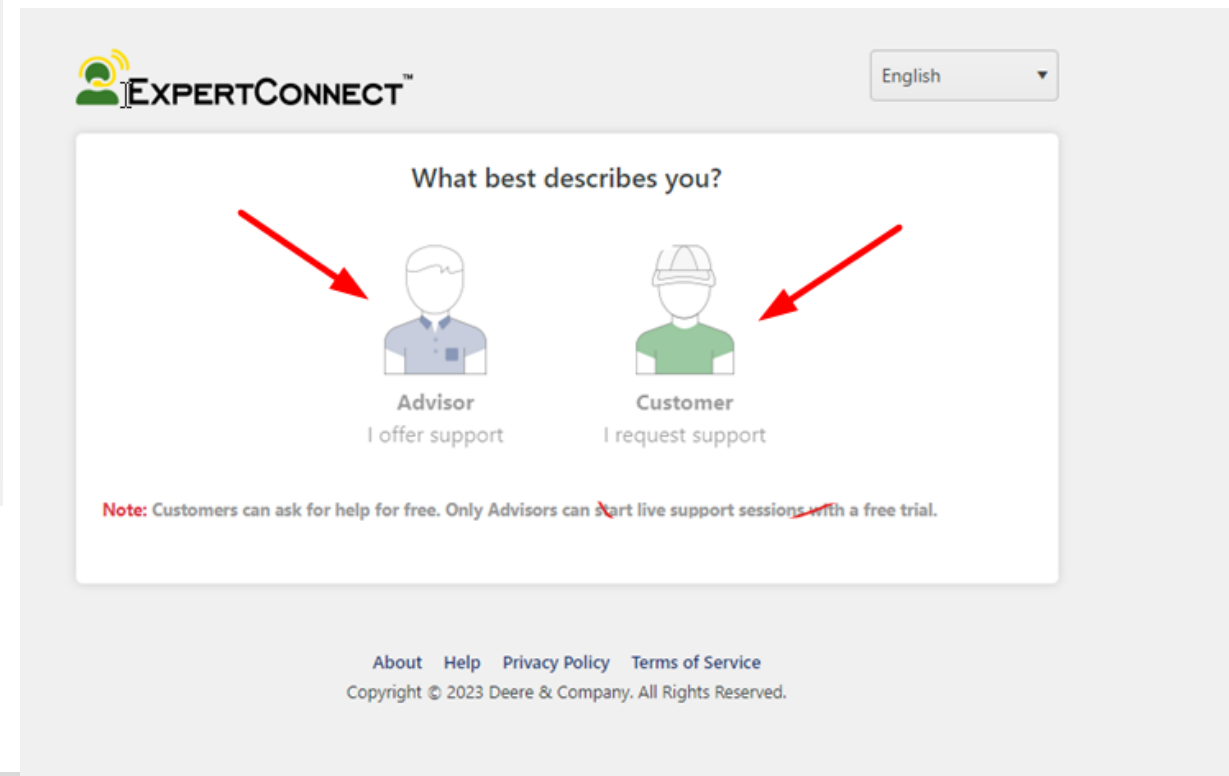 EXPERTCONNECT™
English
What best describes you?
Advisor
Customer
I offer support
I request support
Note: Customers can ask for help for free. Only Advisors can start live support sessions with a free trial.
About Help Privacy Policy Terms of Service
Copyright © 2023 Deere & Company. All Rights Reserved.